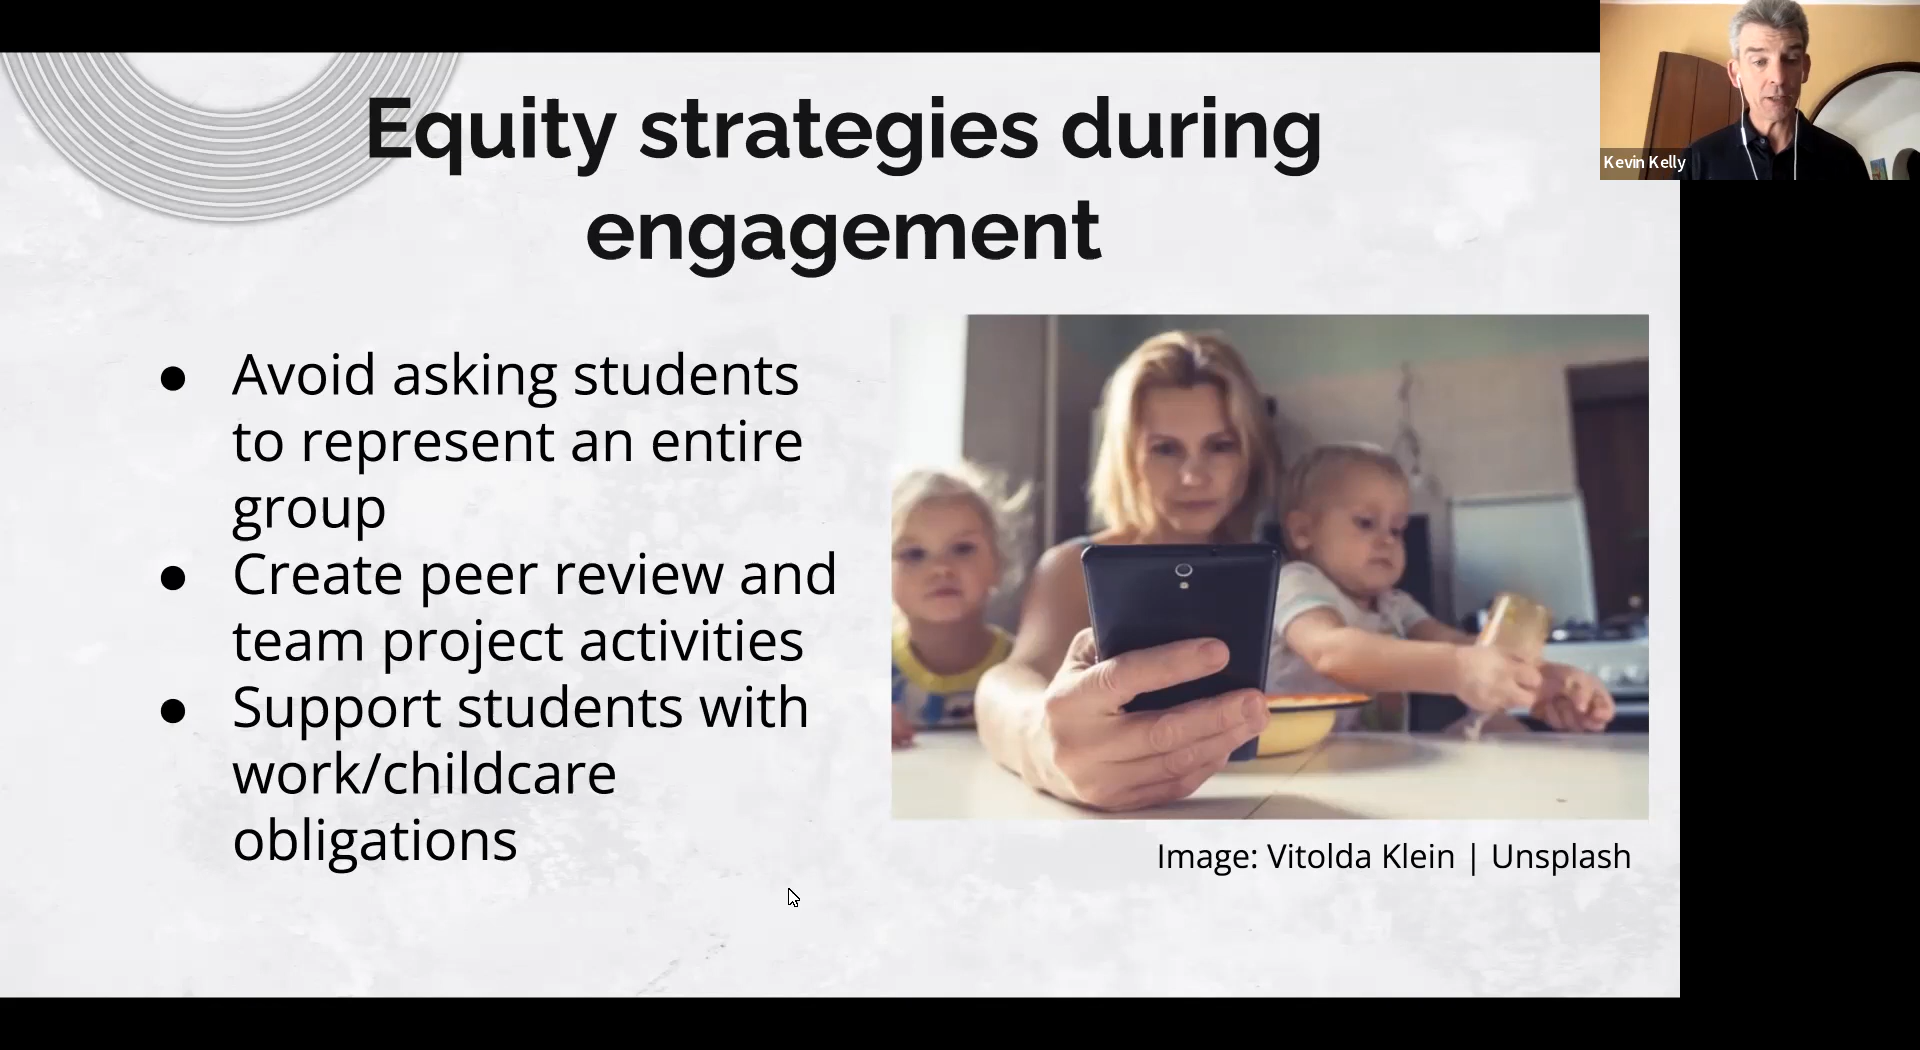 Equity strategies during
engagement
Kevin Kelly
● Avoid asking students
to represent an entire
group
● Create peer review and
team project activities
● Support students with
work/childcare
obligations
Image: Vitolda Klein | Unsplash